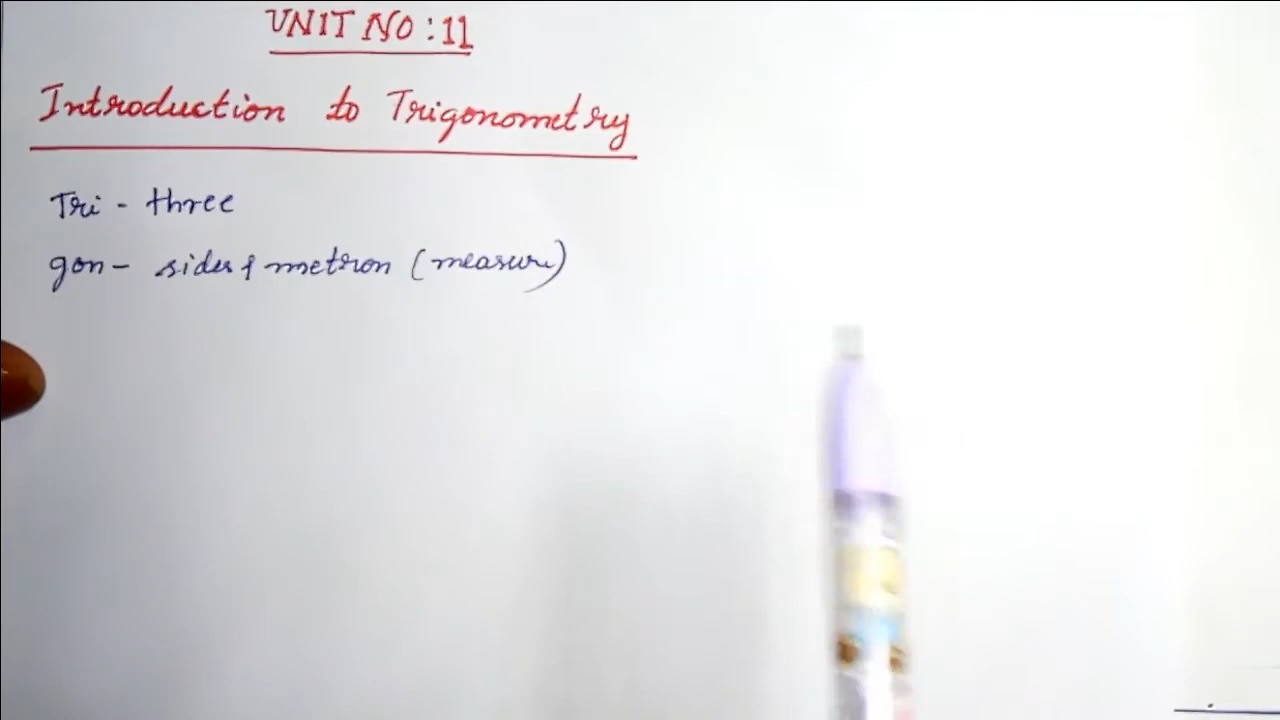 UNIT NO : 11
Introduction to Trigonometry
Tri - three
gon - sides & metron (measure)